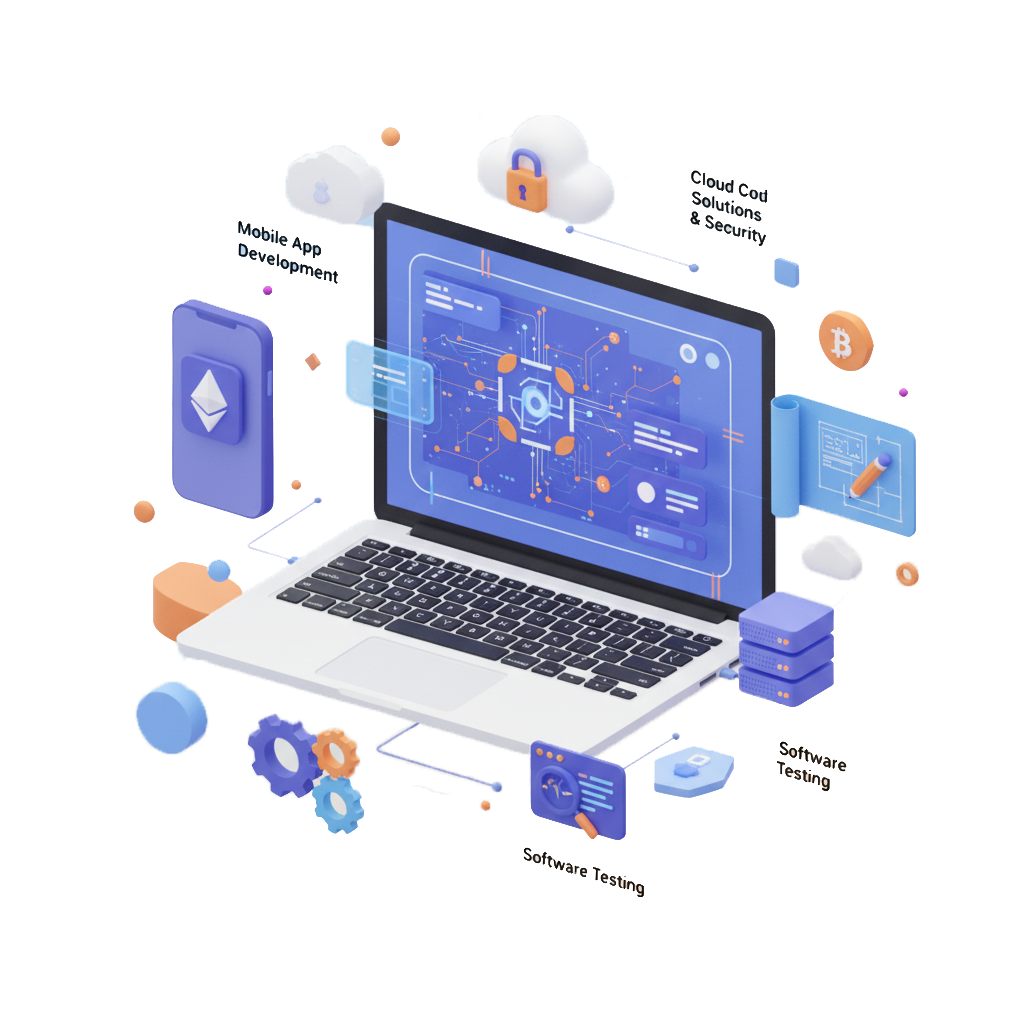 Cloud Cod
Solutions
& Security
Mobile App
Development
Software
Testing
Software Testing